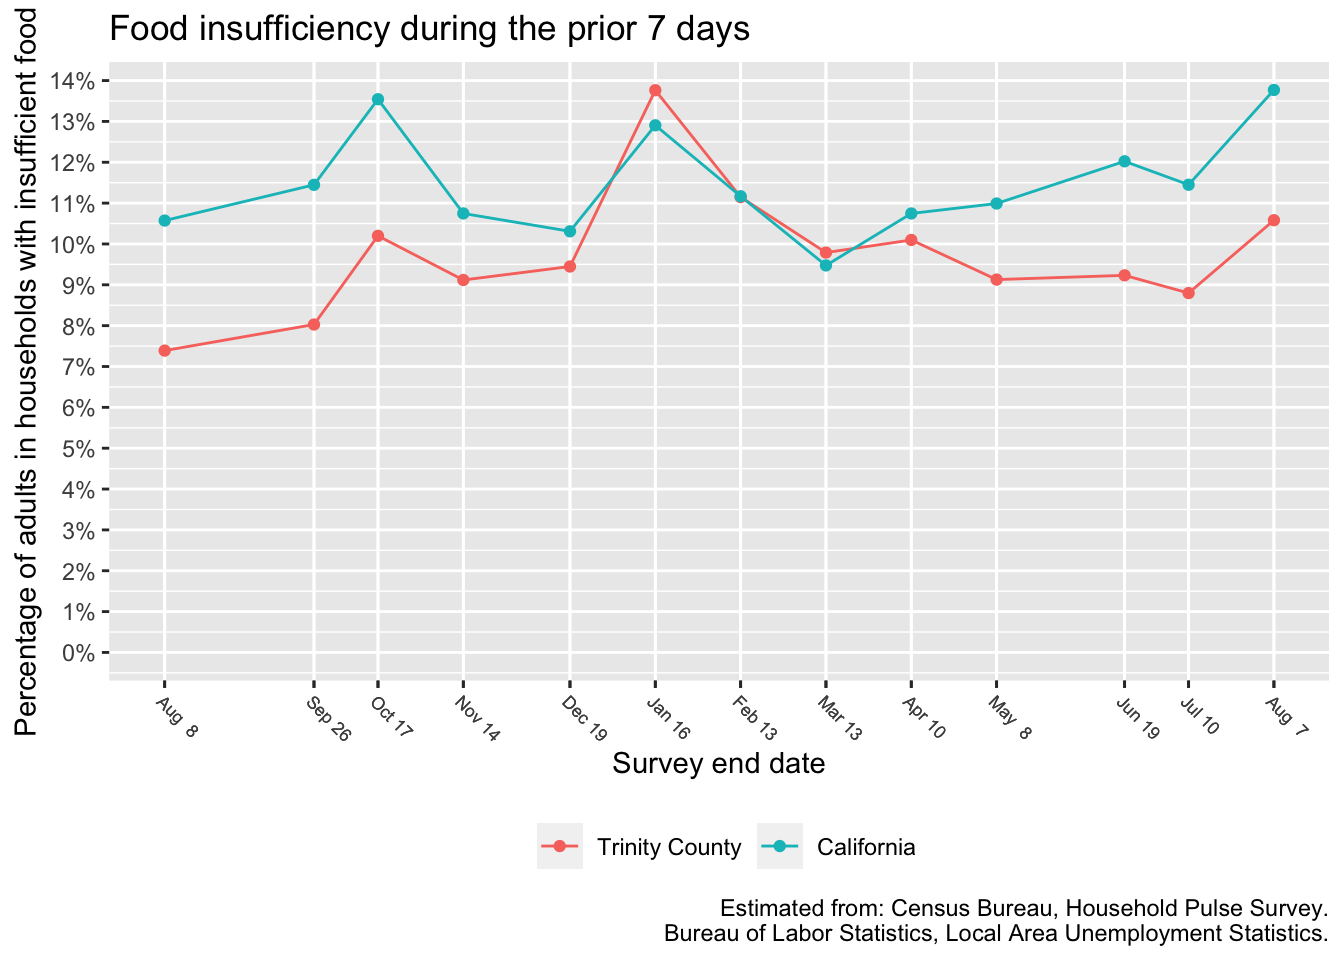 Food insufficiency during the prior 7 days
Percentage of adults in households with insufficient food
14%
13%
12%
11%
10%
9%
8%
7%
6%
5%
4%
3%
2%
1%
0%
Aug 8
Sep 26
Oct 17
Nov 14
Dec 19
Jan 16
Feb 13
Mar 13
Apr 10
May 8
Jun 19
Jul 10
Aug 7
Survey end date
Trinity County
California
Estimated from: Census Bureau, Household Pulse Survey.
Bureau of Labor Statistics, Local Area Unemployment Statistics.